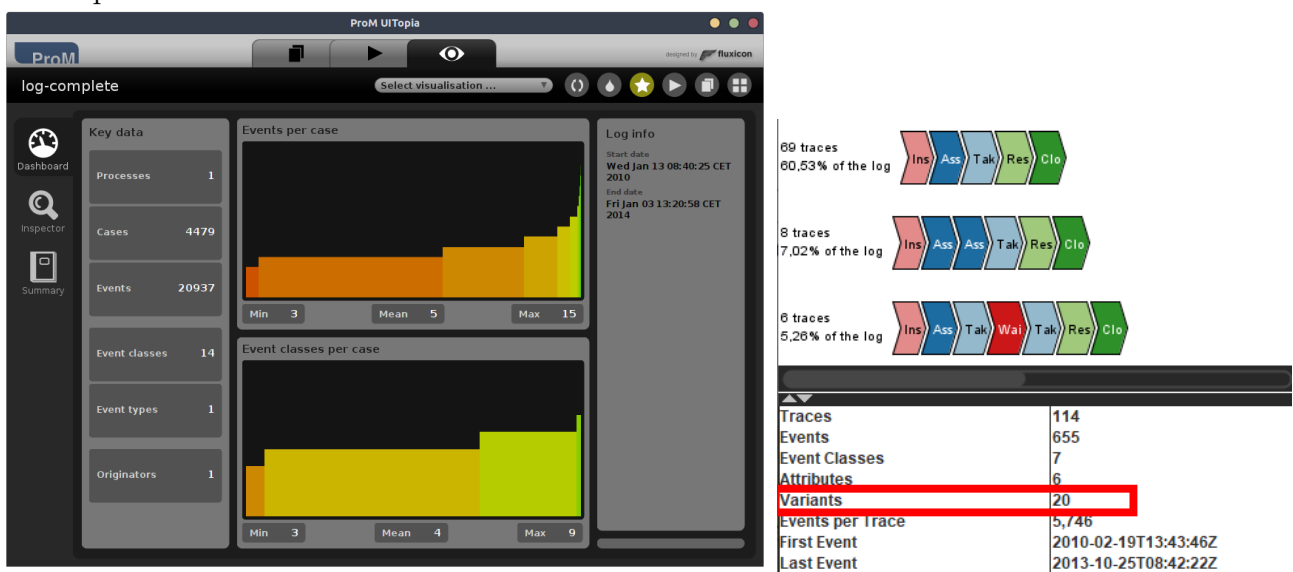 ProM UITopia
ProM
designed by fluxicon
log-complete
Select visualisation ...
Dashboard
Inspector
Summary
Key data
Processes 1
Cases 4479
Events 20937
Event classes 14
Event types 1
Originators 1
Events per case
Min 3
Mean 5
Max 15
Event classes per case
Min 3
Mean 4
Max 9
Log info
Start date
Wed Jan 13 08:40:25 CET
2010
End date
Fri Jan 03 13:20:58 CET
2014
69 traces
60,53% of the log
Ins Ass Tak Res Clo
8 traces
7,02% of the log
Ins Ass Ass Tak Res Clo
6 traces
5,26% of the log
Ins Ass Tak Wai Tak Res Clo
Traces 114
Events 655
Event Classes 7
Attributes 6
Variants 20
Events per Trace 5,746
First Event 2010-02-19T13:43:46Z
Last Event 2013-10-25T08:42:22Z